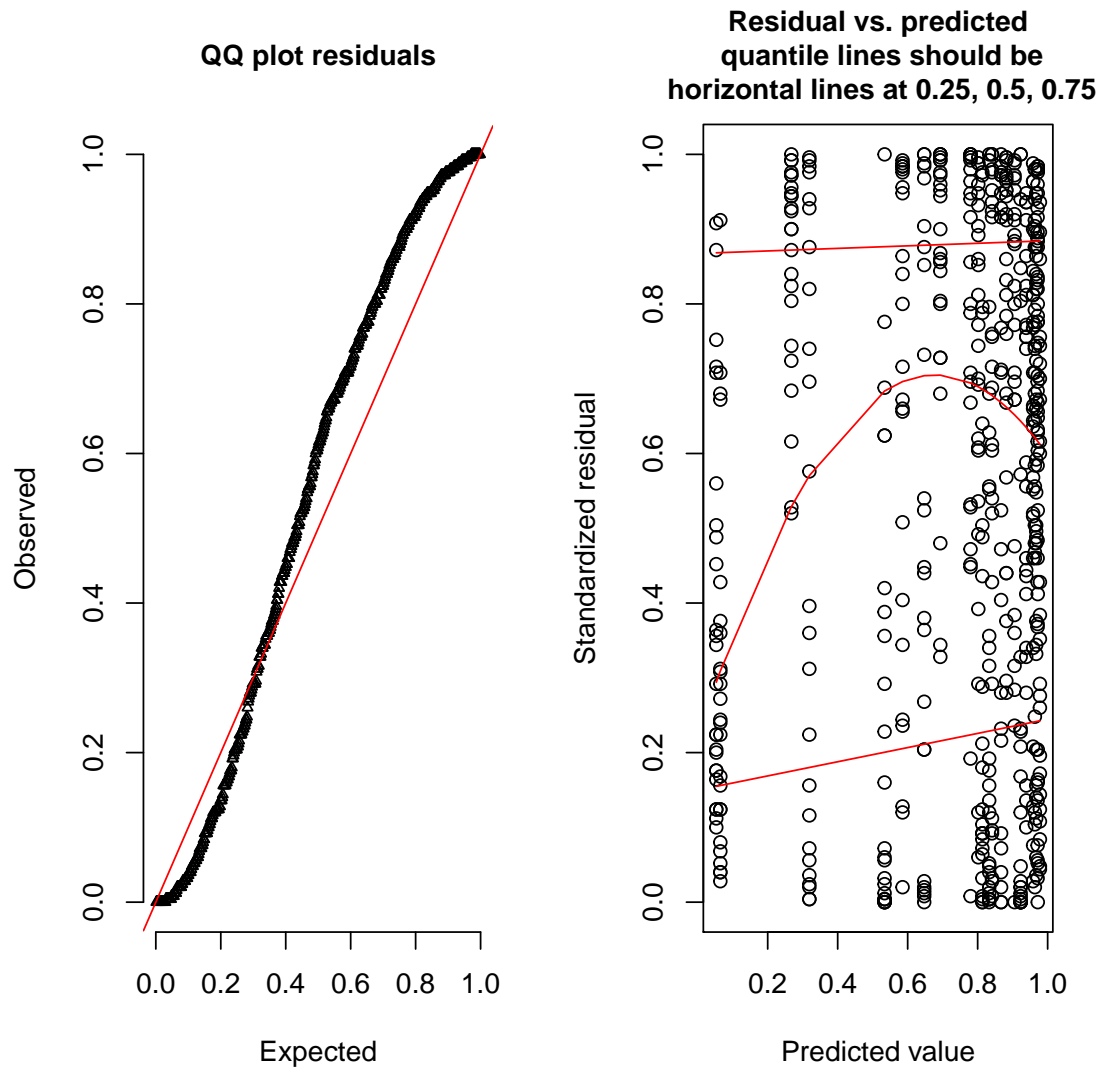 QQ plot residuals
Observed
0.0 0.2 0.4 0.6 0.8 1.0
0.0 0.2 0.4 0.6 0.8 1.0
Expected
Residual vs. predicted
quantile lines should be
horizontal lines at 0.25, 0.5, 0.75
Standardized residual
0.0 0.2 0.4 0.6 0.8 1.0
0.2 0.4 0.6 0.8 1.0
Predicted value